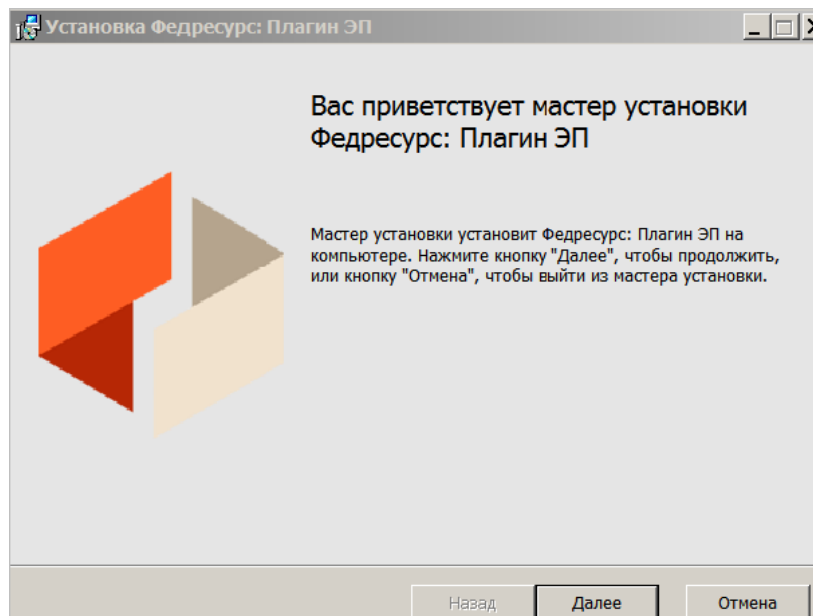 Установка Федресурс: Плагин ЭП
Вас приветствует мастер установки
Федресурс: Плагин ЭП
Мастер установки установит Федресурс: Плагин ЭП на
компьютере. Нажмите кнопку "Далее", чтобы продолжить,
или кнопку "Отмена", чтобы выйти из мастера установки.
Назад
Далее
Отмена